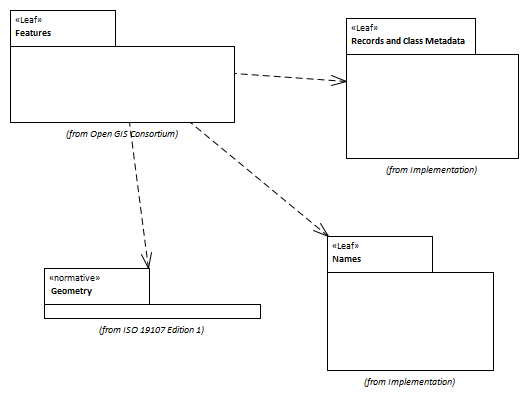 «Leaf»
Features
(from Open GIS Consortium)
«Leaf»
Records and Class Metadata
(from Implementation)
«normative»
Geometry
(from ISO 19107 Edition 1)
«Leaf»
Names
(from Implementation)